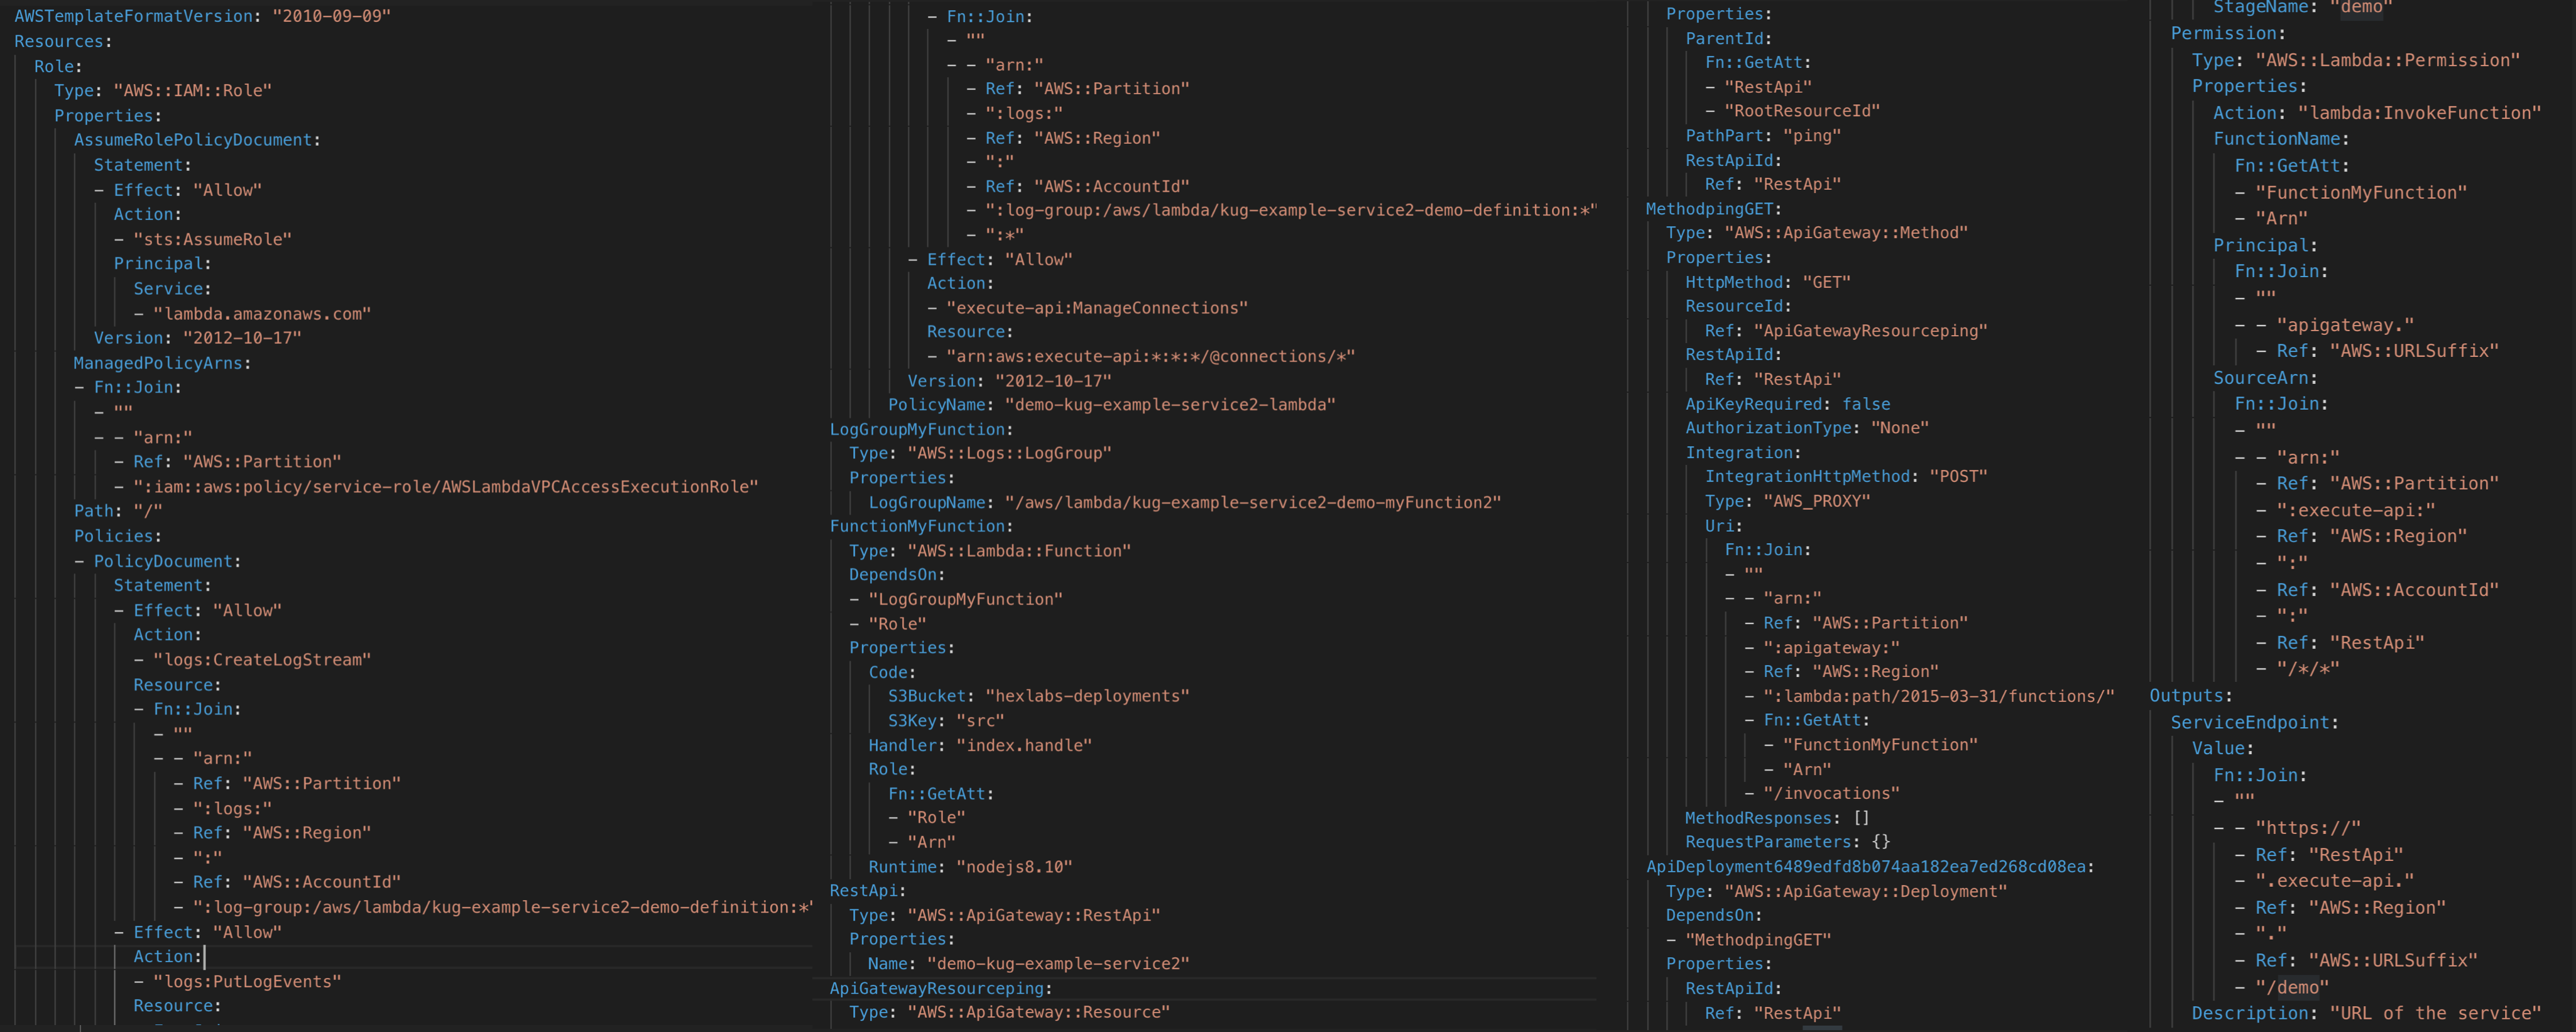 AWSTemplateFormatVersion: "2010-09-09"
Resources:
  Role:
    Type: "AWS::IAM::Role"
    Properties:
      AssumeRolePolicyDocument:
        Statement:
        - Effect: "Allow"
          Action:
          - "sts:AssumeRole"
          Principal:
            Service:
            - "lambda.amazonaws.com"
        Version: "2012-10-17"
      ManagedPolicyArns:
      - Fn::Join:
        - ""
        - - "arn:"
          - Ref: "AWS::Partition"
          - ":iam::aws:policy/service-role/AWSLambdaVPCAccessExecutionRole"
      Path: "/"
      Policies:
      - PolicyDocument:
          Statement:
          - Effect: "Allow"
            Action:
            - "logs:CreateLogStream"
            Resource:
            - Fn::Join:
              - ""
              - - "arn:"
                - Ref: "AWS::Partition"
                - ":logs:"
                - Ref: "AWS::Region"
                - ":"
                - Ref: "AWS::AccountId"
                - ":log-group:/aws/lambda/kug-example-service2-demo-definition:*"
          - Effect: "Allow"
            Action:
            - "logs:PutLogEvents"
            Resource:
            - Fn::Join:
              - ""
              - - "arn:"
                - Ref: "AWS::Partition"
                - ":logs:"
                - Ref: "AWS::Region"
                - ":"
                - Ref: "AWS::AccountId"
                - ":log-group:/aws/lambda/kug-example-service2-demo-definition:*"
                - ":*"
          - Effect: "Allow"
            Action:
            - "execute-api:ManageConnections"
            Resource:
            - "arn:aws:execute-api:*:*:*/@connections/*"
          Version: "2012-10-17"
        PolicyName: "demo-kug-example-service2-lambda"
  LogGroupMyFunction:
    Type: "AWS::Logs::LogGroup"
    Properties:
      LogGroupName: "/aws/lambda/kug-example-service2-demo-myFunction2"
  FunctionMyFunction:
    Type: "AWS::Lambda::Function"
    DependsOn:
    - "LogGroupMyFunction"
    - "Role"
    Properties:
      Code:
        S3Bucket: "hexlabs-deployments"
        S3Key: "src"
      Handler: "index.handle"
      Role:
        Fn::GetAtt:
        - "Role"
        - "Arn"
      Runtime: "nodejs8.10"
  RestApi:
    Type: "AWS::ApiGateway::RestApi"
    Properties:
      Name: "demo-kug-example-service2"
  ApiGatewayResourceping:
    Type: "AWS::ApiGateway::Resource"
    Properties:
      ParentId:
        Fn::GetAtt:
        - "RestApi"
        - "RootResourceId"
      PathPart: "ping"
      RestApiId:
        Ref: "RestApi"
  MethodpingGET:
    Type: "AWS::ApiGateway::Method"
    Properties:
      HttpMethod: "GET"
      ResourceId:
        Ref: "ApiGatewayResourceping"
      RestApiId:
        Ref: "RestApi"
      ApiKeyRequired: false
      AuthorizationType: "None"
      Integration:
        IntegrationHttpMethod: "POST"
        Type: "AWS_PROXY"
        Uri:
          Fn::Join:
          - ""
          - - "arn:"
            - Ref: "AWS::Partition"
            - ":apigateway:"
            - Ref: "AWS::Region"
            - ":lambda:path/2015-03-31/functions/"
            - Fn::GetAtt:
              - "FunctionMyFunction"
              - "Arn"
            - "/invocations"
      MethodResponses: []
      RequestParameters: {}
  ApiDeployment6489edfd8b074aa182ea7ed268cd08ea:
    Type: "AWS::ApiGateway::Deployment"
    DependsOn:
    - "MethodpingGET"
    Properties:
      RestApiId:
        Ref: "RestApi"
      StageName: "demo"
  Permission:
    Type: "AWS::Lambda::Permission"
    Properties:
      Action: "lambda:InvokeFunction"
      FunctionName:
        Fn::GetAtt:
        - "FunctionMyFunction"
        - "Arn"
      Principal:
        Fn::Join:
        - ""
        - - "apigateway."
          - Ref: "AWS::URLSuffix"
      SourceArn:
        Fn::Join:
        - ""
        - - "arn:"
          - Ref: "AWS::Partition"
          - ":execute-api:"
          - Ref: "AWS::Region"
          - ":"
          - Ref: "AWS::AccountId"
          - ":"
          - Ref: "RestApi"
          - "/*/*"
Outputs:
  ServiceEndpoint:
    Value:
      Fn::Join:
      - ""
      - - "https://"
        - Ref: "RestApi"
        - ".execute-api."
        - Ref: "AWS::Region"
        - "."
        - Ref: "AWS::URLSuffix"
        - "/demo"
    Description: "URL of the service"